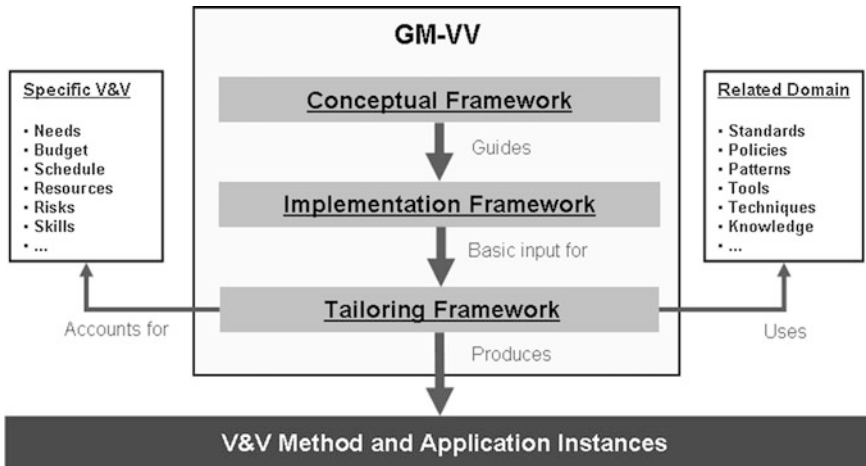 GM-VV
Conceptual Framework
Guides
Implementation Framework
Basic input for
Tailoring Framework
Produces
Specific V&V
• Needs
• Budget
• Schedule
• Resources
• Risks
• Skills
• ...
Accounts for
Related Domain
• Standards
• Policies
• Patterns
• Tools
• Techniques
• Knowledge
• ...
Uses
V&V Method and Application Instances